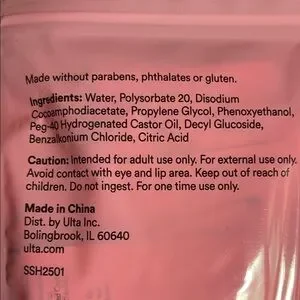 Made without parabens, phthalates or gluten.
Ingredients: Water, Polysorbate 20, Disodium
Cocoamphodiacetate, Propylene Glycol, Phenoxyethanol,
Peg-40 Hydrogenated Castor Oil, Decyl Glucoside,
Benzalkonium Chloride, Citric Acid
Caution: Intended for adult use only. For external use only.
Avoid contact with eye and lip area. Keep out of reach of
children. Do not ingest. For one time use only.
Made in China
Dist. by Ulta Inc.
Bolingbrook, IL 60640
ulta.com
SSH2501